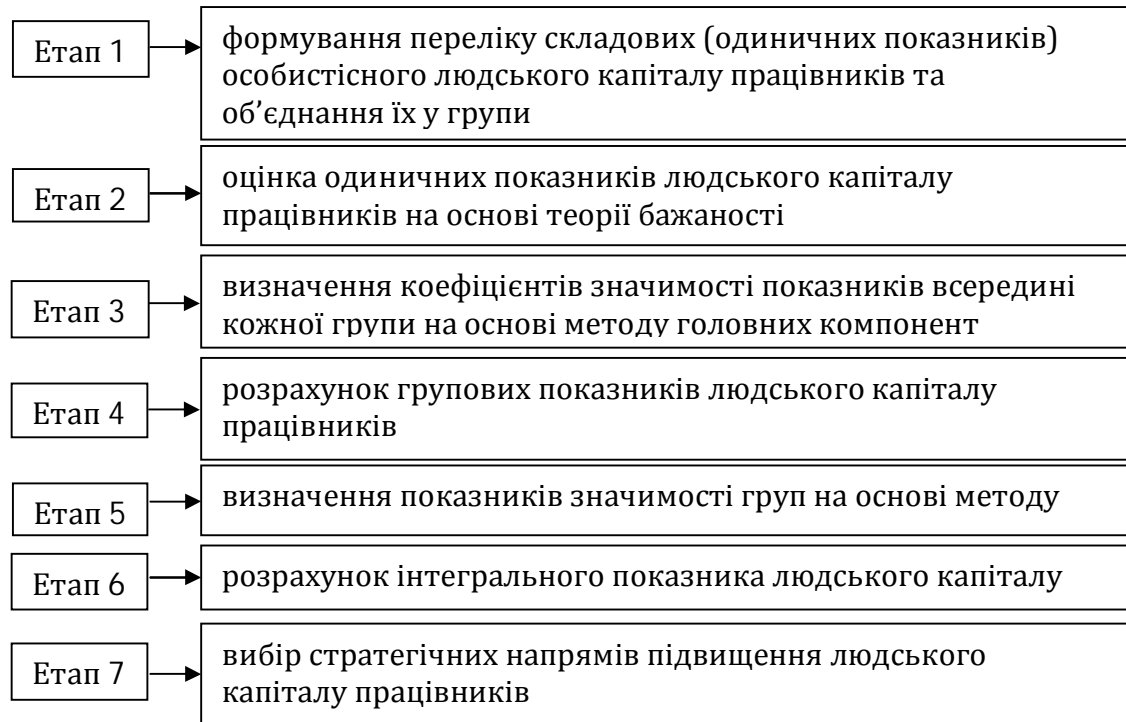 Етап 1
формування переліку складових (одиничних показників)
особистісного людського капіталу працівників та
об’єднання їх у групи
Етап 2
оцінка одиничних показників людського капіталу
працівників на основі теорії бажаності
Етап 3
визначення коефіцієнтів значимості показників всередині
кожної групи на основі методу головних компонент
Етап 4
розрахунок групових показників людського капіталу
працівників
Етап 5
визначення показників значимості груп на основі методу
Етап 6
розрахунок інтегрального показника людського капіталу
Етап 7
вибір стратегічних напрямів підвищення людського
капіталу працівників